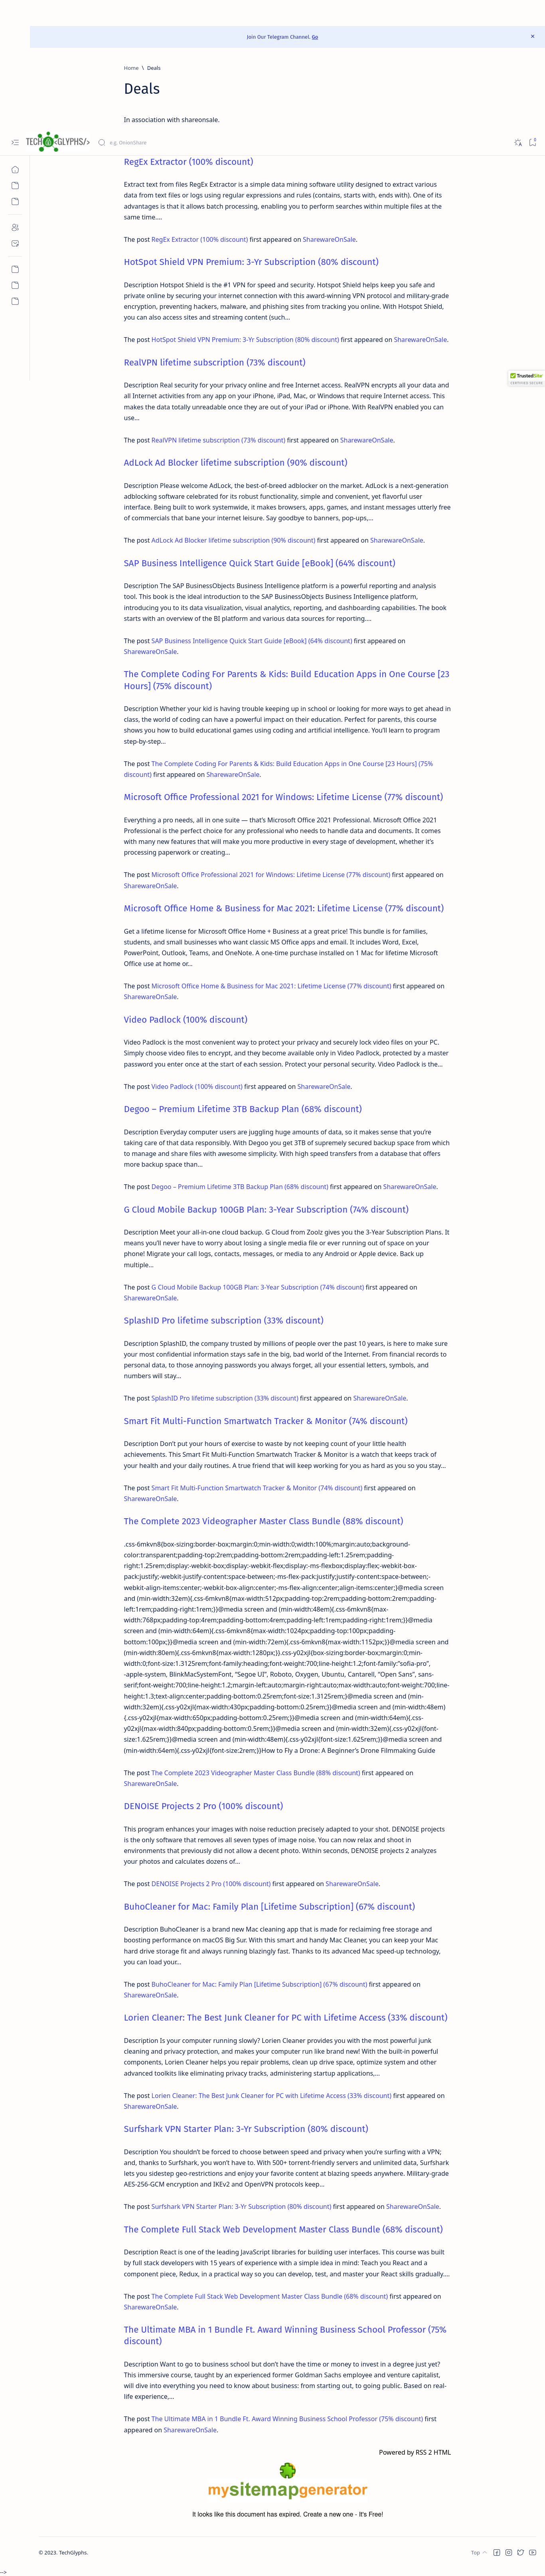 Join Our Telegram Channel. Go
Home \ Deals
Deals
In association with shareonsale.
TECH GLYPHS/>
e.g. OnionShare
RegEx Extractor (100% discount)
Extract text from files RegEx Extractor is a simple data mining software utility designed to extract various
data from text files or logs using regular expressions and rules (contains, starts with, ends with). One of its
advantages is that it allows batch processing, enabling you to perform searches within multiple files at the
same time....
The post RegEx Extractor (100% discount) first appeared on SharewareOnSale.
HotSpot Shield VPN Premium: 3-Yr Subscription (80% discount)
Description Hotspot Shield is the #1 VPN for speed and security. Hotspot Shield helps keep you safe and
private online by securing your internet connection with this award-winning VPN protocol and military-grade
encryption, preventing hackers, malware, and phishing sites from tracking you online. With Hotspot Shield,
you can also access sites and streaming content (such...
The post HotSpot Shield VPN Premium: 3-Yr Subscription (80% discount) first appeared on SharewareOnSale.
RealVPN lifetime subscription (73% discount)
Description Real security for your privacy online and free Internet access. RealVPN encrypts all your data and
all Internet activities from any app on your iPhone, iPad, Mac, or Windows that require Internet access. This
makes the data totally unreadable once they are out of your iPad or iPhone. With RealVPN enabled you can
use...
The post RealVPN lifetime subscription (73% discount) first appeared on SharewareOnSale.
AdLock Ad Blocker lifetime subscription (90% discount)
Description Please welcome AdLock, the best-of-breed adblocker on the market. AdLock is a next-generation
adblocking software celebrated for its robust functionality, simple and convenient, yet flavorful user
interface. Being built to work systemwide, it makes browsers, apps, games, and instant messages utterly free
of commercials that bane your internet leisure. Say goodbye to banners, pop-ups,...
The post AdLock Ad Blocker lifetime subscription (90% discount) first appeared on SharewareOnSale.
SAP Business Intelligence Quick Start Guide [eBook] (64% discount)
Description The SAP BusinessObjects Business Intelligence platform is a powerful reporting and analysis
tool. This book is the ideal introduction to the SAP BusinessObjects Business Intelligence platform,
introducing you to its data visualization, visual analytics, reporting, and dashboarding capabilities. The book
starts with an overview of the BI platform and various data sources for reporting....
The post SAP Business Intelligence Quick Start Guide [eBook] (64% discount) first appeared on
SharewareOnSale.
The Complete Coding For Parents & Kids: Build Education Apps in One Course [23
Hours] (75% discount)
Description Whether your kid is having trouble keeping up in school or looking for more ways to get ahead in
class, the world of coding can have a powerful impact on their education. Perfect for parents, this course
shows you how to build educational games using coding and artificial intelligence. You'll learn to program
step-by-step...
The post The Complete Coding For Parents & Kids: Build Education Apps in One Course [23 Hours] (75%
discount) first appeared on SharewareOnSale.
Microsoft Office Professional 2021 for Windows: Lifetime License (77% discount)
Everything a pro needs, all in one suite — that's Microsoft Office 2021 Professional. Microsoft Office 2021
Professional is the perfect choice for any professional who needs to handle data and documents. It comes
with many new features that will make you more productive in every stage of development, whether it's
processing paperwork or creating...
The post Microsoft Office Professional 2021 for Windows: Lifetime License (77% discount) first appeared on
SharewareOnSale.
Microsoft Office Home & Business for Mac 2021: Lifetime License (77% discount)
Get a lifetime license for Microsoft Office Home + Business at a great price! This bundle is for families,
students, and small businesses who want classic MS Office apps and email. It includes Word, Excel,
PowerPoint, Outlook, Teams, and OneNote. A one-time purchase installed on 1 Mac for lifetime Microsoft
Office use at home or...
The post Microsoft Office Home & Business for Mac 2021: Lifetime License (77% discount) first appeared on
SharewareOnSale.
Video Padlock (100% discount)
Video Padlock is the most convenient way to protect your privacy and securely lock video files on your PC.
Simply choose video files to encrypt, and they become available only in Video Padlock, protected by a master
password you enter once at the start of each session. Protect your personal security. Video Padlock is the...
The post Video Padlock (100% discount) first appeared on SharewareOnSale.
Degoo – Premium Lifetime 3TB Backup Plan (68% discount)
Description Everyday computer users are juggling huge amounts of data, so it makes sense that you're
taking care of that data responsibly. With Degoo you get 3TB of supremely secured backup space from which
to manage and share files with awesome simplicity. With high speed transfers from a database that offers
more backup space than...
The post Degoo – Premium Lifetime 3TB Backup Plan (68% discount) first appeared on SharewareOnSale.
G Cloud Mobile Backup 100GB Plan: 3-Year Subscription (74% discount)
Description Meet your all-in-one cloud backup. G Cloud from Zoolz gives you the 3-Year Subscription Plans. It
means you'll never have to worry about losing a single media file or ever running out of space on your
phone! Migrate your call logs, contacts, messages, or media to any Android or Apple device. Back up
multiple...
The post G Cloud Mobile Backup 100GB Plan: 3-Year Subscription (74% discount) first appeared on
SharewareOnSale.
SplashID Pro lifetime subscription (33% discount)
Description SplashID, the company trusted by millions of people over the past 10 years, is here to make sure
your most confidential information stays safe in the big, bad world of the Internet. From financial records to
personal data, to those annoying passwords you always forget, all your essential letters, symbols, and
numbers will stay...
The post SplashID Pro lifetime subscription (33% discount) first appeared on SharewareOnSale.
Smart Fit Multi-Function Smartwatch Tracker & Monitor (74% discount)
Description Don't put your hours of exercise to waste by not keeping count of your little health
achievements. This Smart Fit Multi-Function Smartwatch Tracker & Monitor is a watch that keeps track of
your health and your daily routines. A true friend that will keep working for you as hard as you so you stay...
The post Smart Fit Multi-Function Smartwatch Tracker & Monitor (74% discount) first appeared on
SharewareOnSale.
The Complete 2023 Videographer Master Class Bundle (88% discount)
.css-6mkvn8{box-sizing:border-box;margin:0;min-width:0;width:100%;margin:auto;background-
color:transparent;padding-top:2rem;padding-bottom:2rem;padding-left:1.25rem;padding-
right:1.25rem;display:-webkit-box;display:-webkit-flex;display:-ms-flexbox;display:flex;-webkit-box-
pack:justify;-webkit-justify-content:space-between;-ms-flex-pack:justify;justify-content:space-between;-
webkit-align-items:center;-webkit-box-align:center;-ms-flex-align:center;align-items:center;}@media screen
and (min-width:32em){.css-6mkvn8{max-width:512px;padding-top:2rem;padding-bottom:2rem;padding-
left:1rem;padding-right:1rem;}}@media screen and (min-width:48em){.css-6mkvn8{max-
width:768px;padding-top:4rem;padding-bottom:4rem;padding-left:1rem;padding-right:1rem;}}@media
screen and (min-width:64em){.css-6mkvn8{max-width:1024px;padding-top:100px;padding-
bottom:100px;}}@media screen and (min-width:72em){.css-6mkvn8{max-width:1152px;}}@media screen and
(min-width:80em){.css-6mkvn8{max-width:1280px;}}.css-y02xjl{box-sizing:border-box;margin:0;min-
width:0;font-size:1.3125rem;font-family:heading;font-weight:700;line-height:1.2;font-family:"sofia-pro",
-apple-system, BlinkMacSystemFont, "Segoe UI", Roboto, Oxygen, Ubuntu, Cantarell, "Open Sans", sans-
serif;font-weight:700;line-height:1.2;margin-left:auto;margin-right:auto;max-width:auto;font-weight:700;line-
height:1.3;text-align:center;padding-bottom:0.25rem;font-size:1.3125rem;}@media screen and (min-
width:32em){.css-y02xjl{max-width:430px;padding-bottom:0.25rem;}}@media screen and (min-width:48em)
{.css-y02xjl{max-width:650px;padding-bottom:0.25rem;}}@media screen and (min-width:64em){.css-
y02xjl{max-width:840px;padding-bottom:0.5rem;}}@media screen and (min-width:32em){.css-y02xjl{font-
size:1.625rem;}}@media screen and (min-width:48em){.css-y02xjl{font-size:1.625rem;}}@media screen and
(min-width:64em){.css-y02xjl{font-size:2rem;}}How to Fly a Drone: A Beginner's Drone Filmmaking Guide
The post The Complete 2023 Videographer Master Class Bundle (88% discount) first appeared on
SharewareOnSale.
DENOISE Projects 2 Pro (100% discount)
This program enhances your images with noise reduction precisely adapted to your shot. DENOISE projects
is the only software that removes all seven types of image noise. You can now relax and shoot in
environments that previously did not allow a decent photo. Within seconds, DENOISE projects 2 analyzes
your photos and calculates dozens of...
The post DENOISE Projects 2 Pro (100% discount) first appeared on SharewareOnSale.
BuhoCleaner for Mac: Family Plan [Lifetime Subscription] (67% discount)
Description BuhoCleaner is a brand new Mac cleaning app that is made for reclaiming free storage and
boosting performance on macOS Big Sur. With this smart and handy Mac Cleaner, you can keep your Mac
hard drive storage fit and always running blazingly fast. Thanks to its advanced Mac speed-up technology,
you can load your...
The post BuhoCleaner for Mac: Family Plan [Lifetime Subscription] (67% discount) first appeared on
SharewareOnSale.
Lorien Cleaner: The Best Junk Cleaner for PC with Lifetime Access (33% discount)
Description Is your computer running slowly? Lorien Cleaner provides you with the most powerful junk
cleaning and privacy protection, and makes your computer run like brand new! With the built-in powerful
components, Lorien Cleaner helps you repair problems, clean up drive space, optimize system and other
advanced toolkits like eliminating privacy tracks, administering startup applications,...
The post Lorien Cleaner: The Best Junk Cleaner for PC with Lifetime Access (33% discount) first appeared on
SharewareOnSale.
Surfshark VPN Starter Plan: 3-Yr Subscription (80% discount)
Description You shouldn't be forced to choose between speed and privacy when you're surfing with a VPN;
and, thanks to Surfshark, you won't have to. With 500+ torrent-friendly servers and unlimited data, Surfshark
lets you sidestep geo-restrictions and enjoy your favorite content at blazing speeds anywhere. Military-grade
AES-256-GCM encryption and IKEv2 and OpenVPN protocols keep...
The post Surfshark VPN Starter Plan: 3-Yr Subscription (80% discount) first appeared on SharewareOnSale.
The Complete Full Stack Web Development Master Class Bundle (68% discount)
Description React is one of the leading JavaScript libraries for building user interfaces. This course was built
by full stack developers with 15 years of experience with a simple idea in mind: Teach you React and a
component piece, Redux, in a practical way so you can develop, test, and master your React skills gradually....
The post The Complete Full Stack Web Development Master Class Bundle (68% discount) first appeared on
SharewareOnSale.
The Ultimate MBA in 1 Bundle Ft. Award Winning Business School Professor (75%
discount)
Description Want to go to business school but don't have the time or money to invest in a degree just yet?
This immersive course, taught by an experienced former Goldman Sachs employee and venture capitalist,
will dive into everything you need to know about business: from starting out, to going public. Based on real-
life experience,...
The post The Ultimate MBA in 1 Bundle Ft. Award Winning Business School Professor (75% discount) first
appeared on SharewareOnSale.
Powered by RSS 2 HTML
mysitemapgenerator
It looks like this document has expired. Create a new one - It's Free!
TrustedSite
CERTIFIED SECURE
© 2023. TechGlyphs.
Top
-->